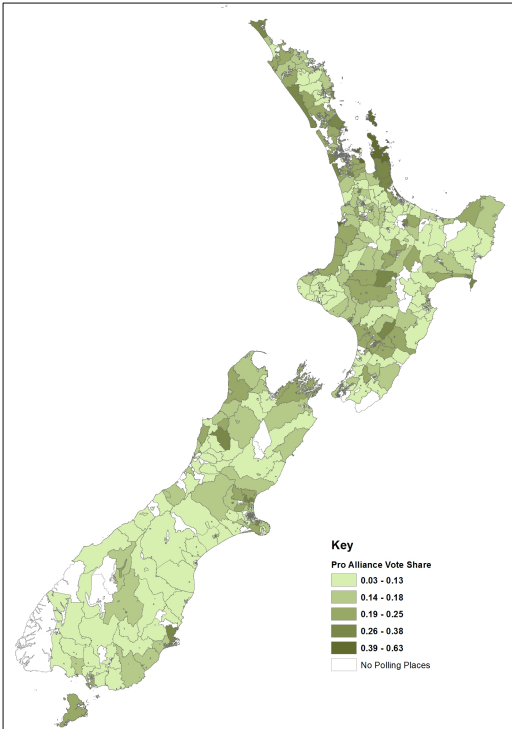 Key
Pro Alliance Vote Share
0.03 - 0.13
0.14 - 0.18
0.19 - 0.25
0.26 - 0.38
0.39 - 0.63
No Polling Places